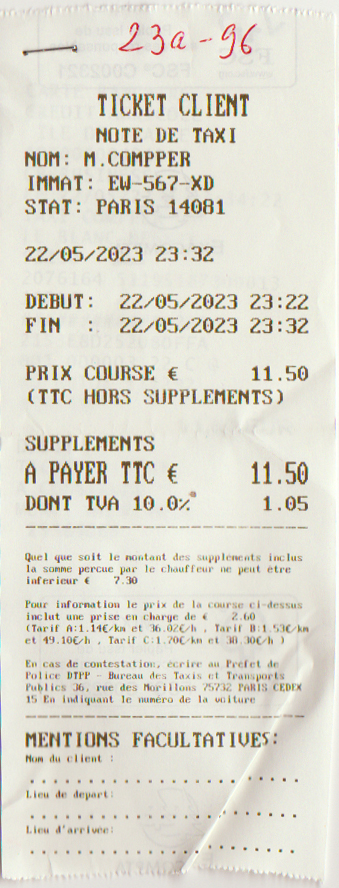 23a-96
TICKET CLIENT
NOTE DE TAXI
NOM: M.COMPPER
IMMAT: EW-567-XD
STAT: PARIS 14081
22/05/2023 23:32
DEBUT: 22/05/2023 23:22
FIN : 22/05/2023 23:32
PRIX COURSE € 11.50
(TTC HORS SUPPLEMENTS)
SUPPLEMENTS
A PAYER TTC € 11.50
DONT TVA 10.0% 1.05
Quel que soit le montant des supplements inclus
la somme percue par le chauffeur ne peut être
inferieur € 7.30
Pour information le prix de la course ci-dessus
inclut une prise en charge de € 2.60
(Tarif A:1.14€/km et 36.02€/h , Tarif B:1.53€/km
et 49.10€/h , Tarif C:1.70€/km et 38.30€/h )
En cas de contestation, écrire au Prefet de
Police DTPP - Bureau des Taxis et Transports
Publics 36, rue des Morillons 75732 PARIS CEDEX
15 En indiquant le numéro de la voiture
MENTIONS FACULTATIVES:
Nom du client :
Lieu de depart:
Lieu d'arrivée: